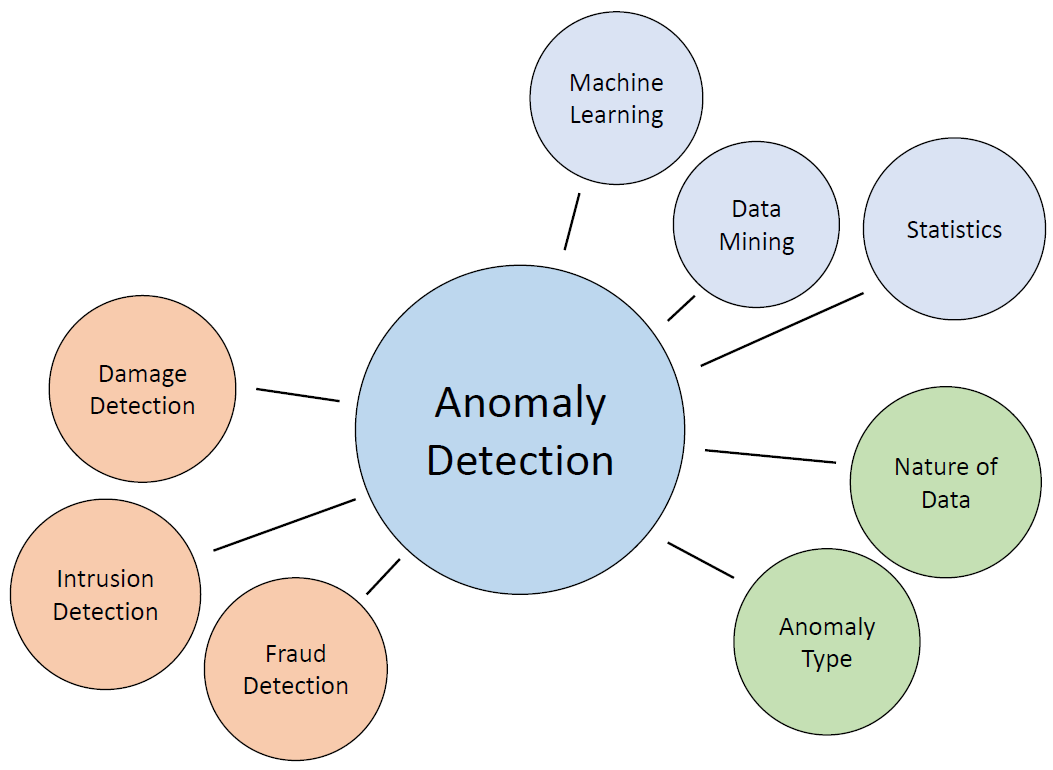 Machine
Learning
Data
Mining
Statistics
Damage
Detection
Anomaly
Detection
Nature of
Data
Intrusion
Detection
Fraud
Detection
Anomaly
Type